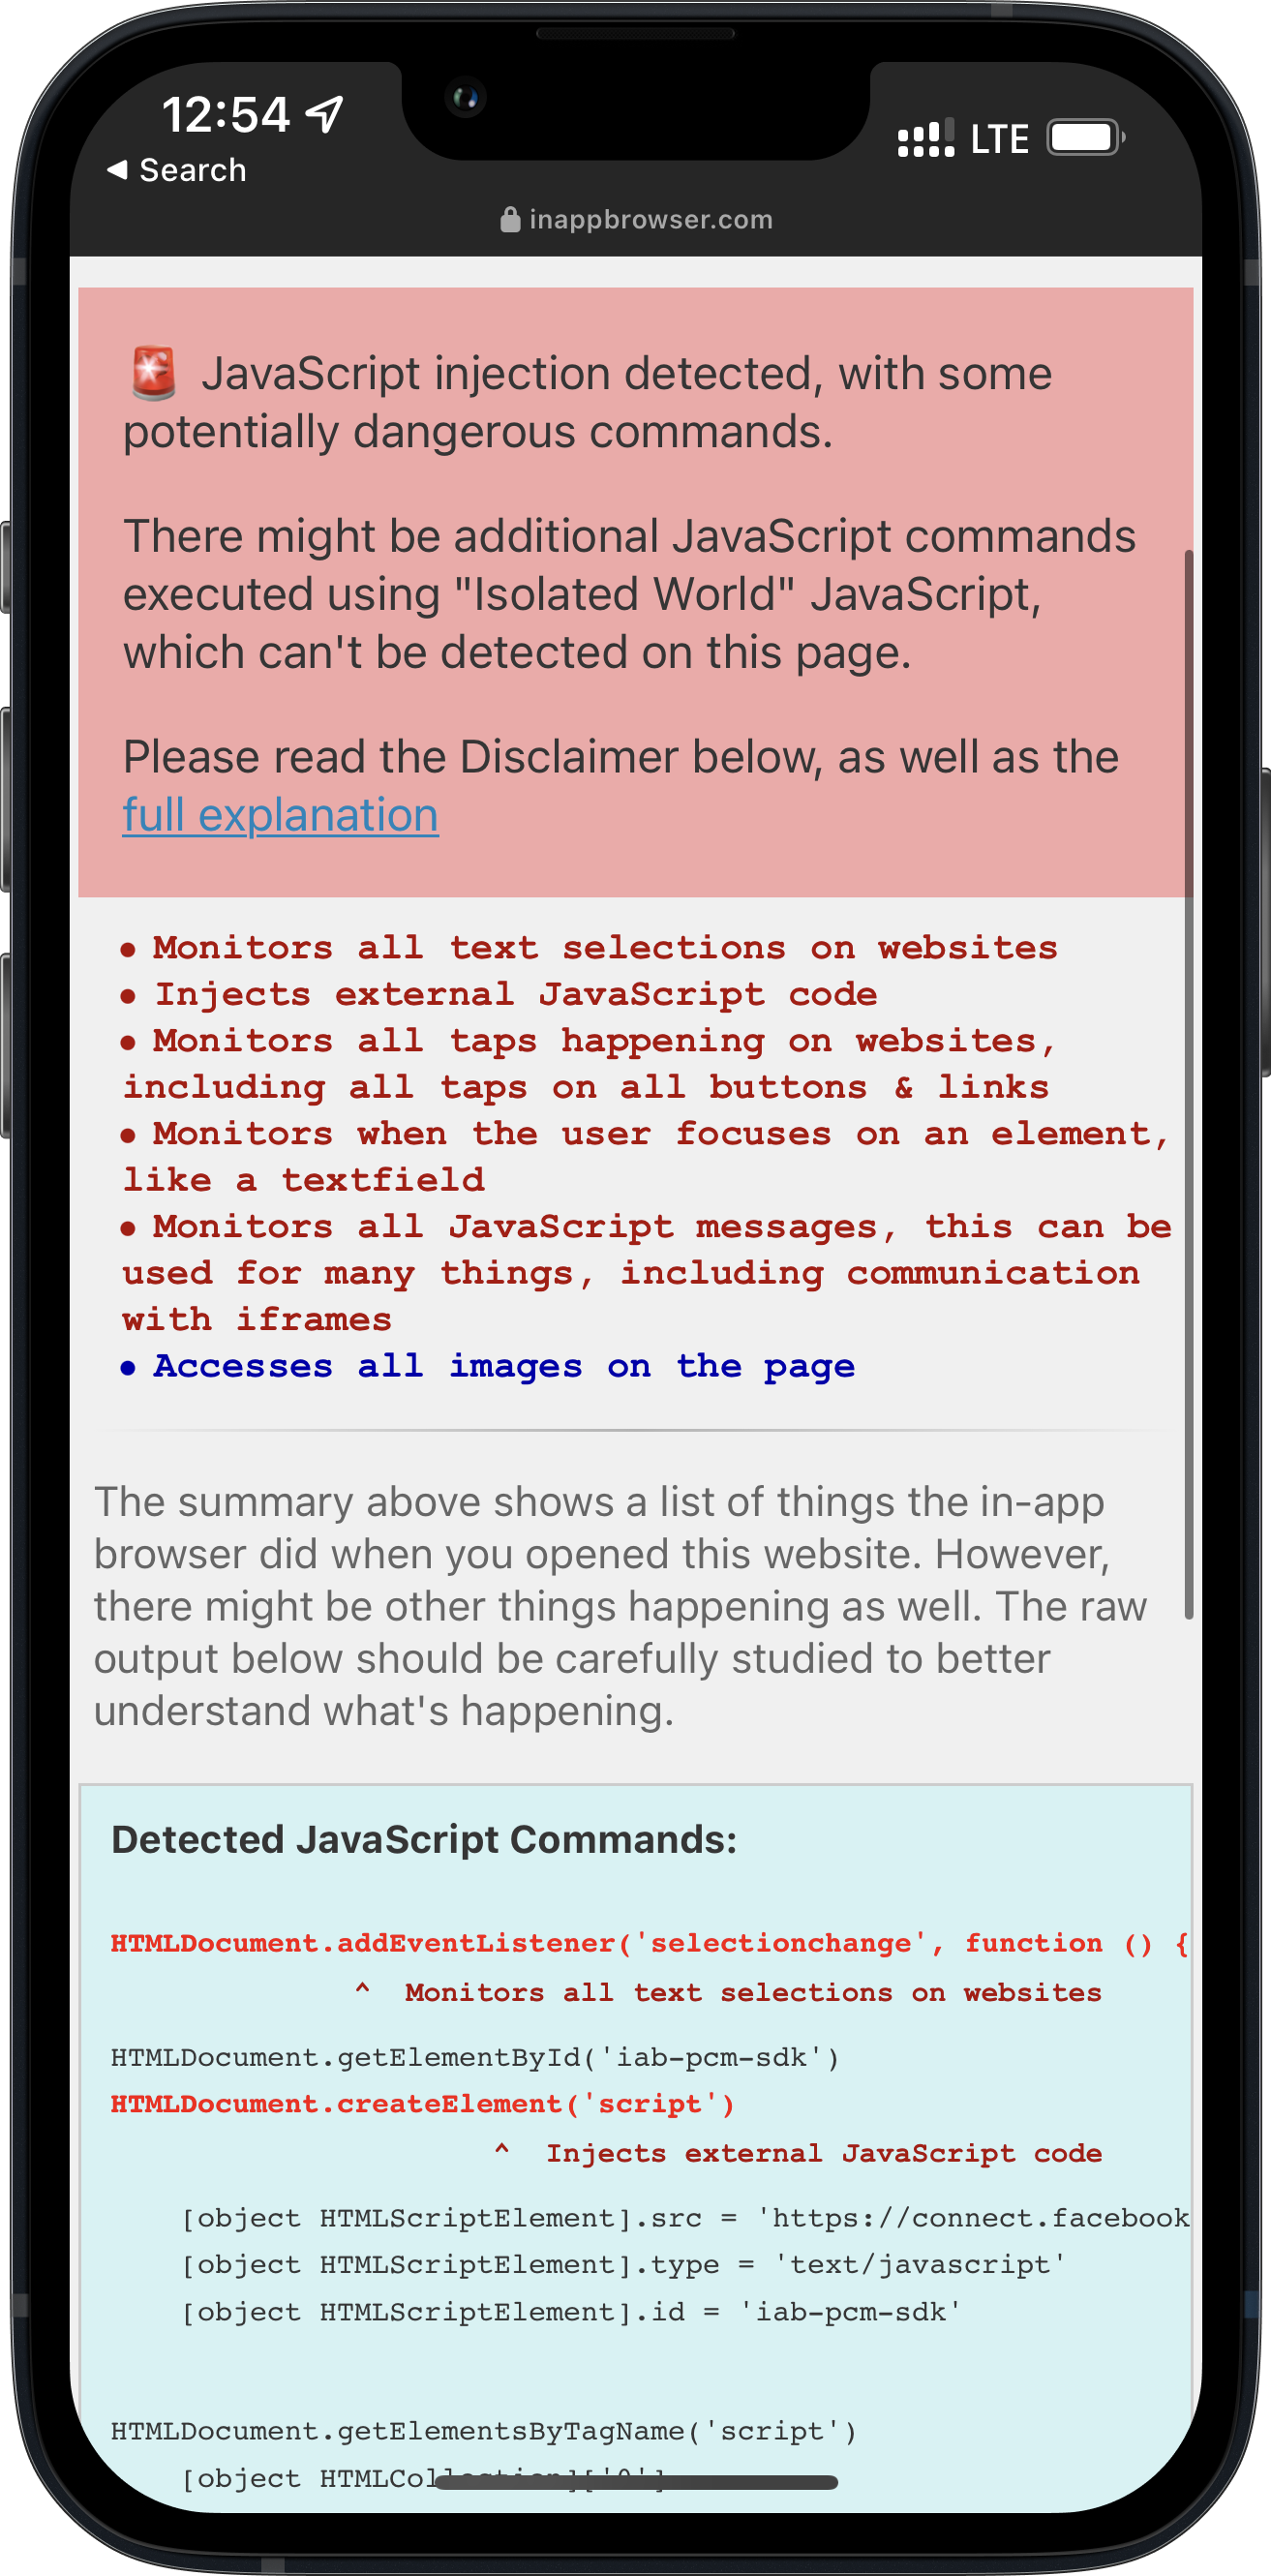 12:54
◀ Search
LTE
inappbrowser.com
🚨 JavaScript injection detected, with some
potentially dangerous commands.
There might be additional JavaScript commands
executed using "Isolated World" JavaScript,
which can't be detected on this page.
Please read the Disclaimer below, as well as the
full explanation
● Monitors all text selections on websites
● Injects external JavaScript code
● Monitors all taps happening on websites,
including all taps on all buttons & links
● Monitors when the user focuses on an element,
like a textfield
● Monitors all JavaScript messages, this can be
used for many things, including communication
with iframes
● Accesses all images on the page
The summary above shows a list of things the in-app
browser did when you opened this website. However,
there might be other things happening as well. The raw
output below should be carefully studied to better
understand what's happening.
Detected JavaScript Commands:
HTMLDocument.addEventListener('selectionchange', function () {
^ Monitors all text selections on websites
HTMLDocument.getElementById('iab-pcm-sdk')
HTMLDocument.createElement('script')
^ Injects external JavaScript code
[object HTMLScriptElement].src = 'https://connect.facebook
[object HTMLScriptElement].type = 'text/javascript'
[object HTMLScriptElement].id = 'iab-pcm-sdk'
HTMLDocument.getElementsByTagName('script')
[object HTMLCollection]['0']